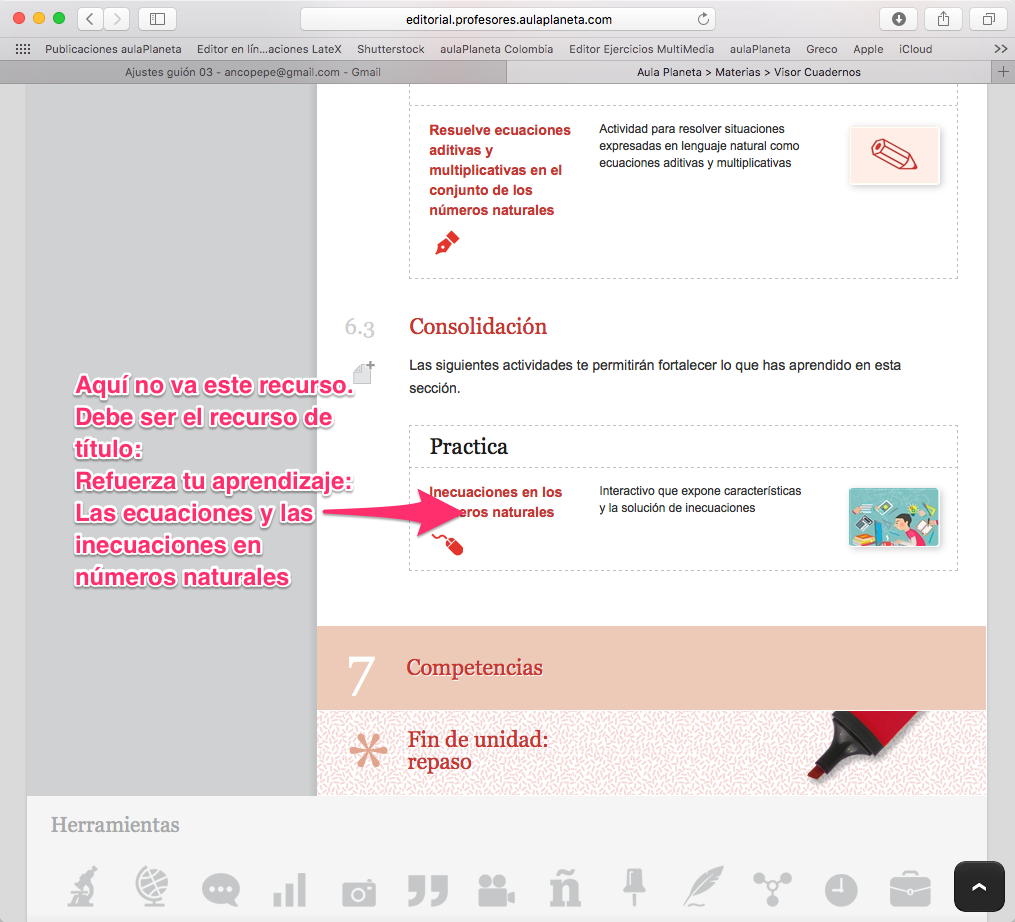 editorial.profesores.aulaplaneta.com
Publicaciones aulaPlaneta Editor en lín...aciones LateX Shutterstock aulaPlaneta Colombia Editor Ejercicios MultiMedia aulaPlaneta Greco Apple iCloud >>
Ajustes guión 03 - ancopepe@gmail.com - Gmail
Aula Planeta > Materias > Visor Cuadernos
Resuelve ecuaciones
aditivas y
multiplicativas en el
conjunto de los
números naturales
Actividad para resolver situaciones
expresadas en lenguaje natural como
ecuaciones aditivas y multiplicativas
6.3 Consolidación
Las siguientes actividades te permitirán fortalecer lo que has aprendido en esta
sección.
Aquí no va este recurso.
Debe ser el recurso de
título:
Refuerza tu aprendizaje:
Las ecuaciones y las
inecuaciones en
números naturales
Practica
Inecuaciones en los
números naturales
Interactivo que expone características
y la solución de inecuaciones
7 Competencias
* Fin de unidad:
repaso
Herramientas
ñ